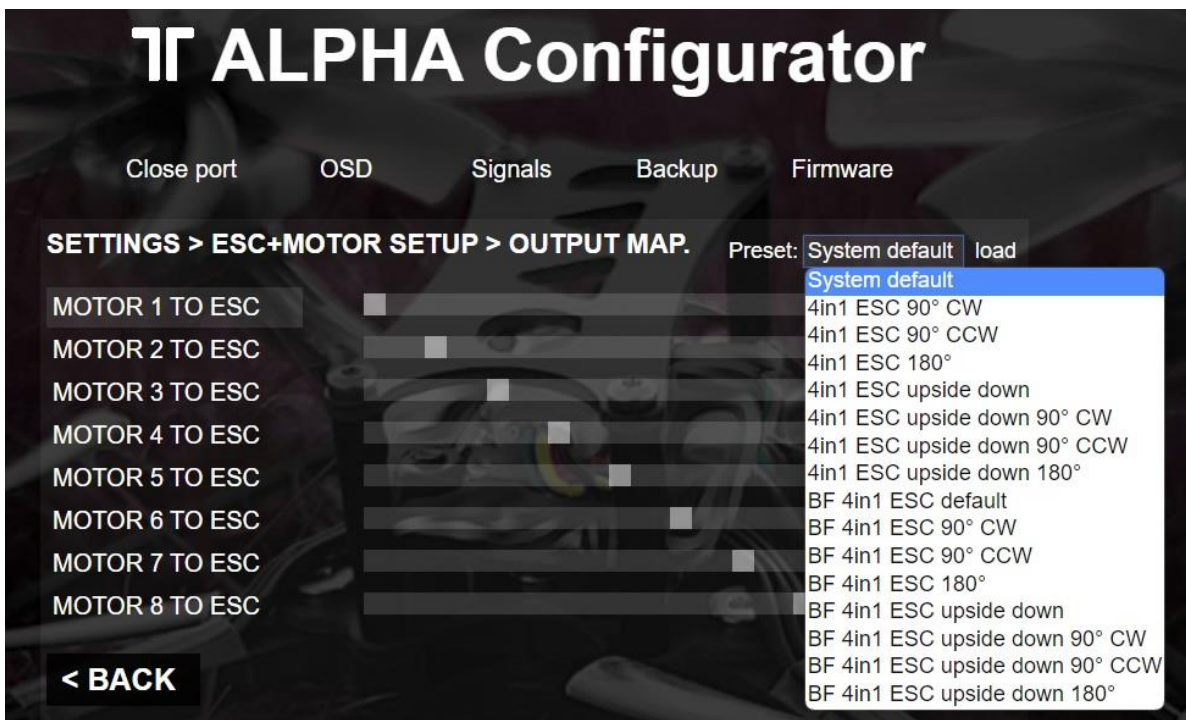 ALPHA Configurator
Close port OSD Signals Backup Firmware
SETTINGS > ESC+MOTOR SETUP > OUTPUT MAP. Preset: System default load
MOTOR 1 TO ESC
MOTOR 2 TO ESC
MOTOR 3 TO ESC
MOTOR 4 TO ESC
MOTOR 5 TO ESC
MOTOR 6 TO ESC
MOTOR 7 TO ESC
MOTOR 8 TO ESC
System default
4in1 ESC 90° CW
4in1 ESC 90° CCW
4in1 ESC 180°
4in1 ESC upside down
4in1 ESC upside down 90° CW
4in1 ESC upside down 90° CCW
4in1 ESC upside down 180°
BF 4in1 ESC default
BF 4in1 ESC 90° CW
BF 4in1 ESC 90° CCW
BF 4in1 ESC 180°
BF 4in1 ESC upside down
BF 4in1 ESC upside down 90° CW
BF 4in1 ESC upside down 90° CCW
BF 4in1 ESC upside down 180°
< BACK